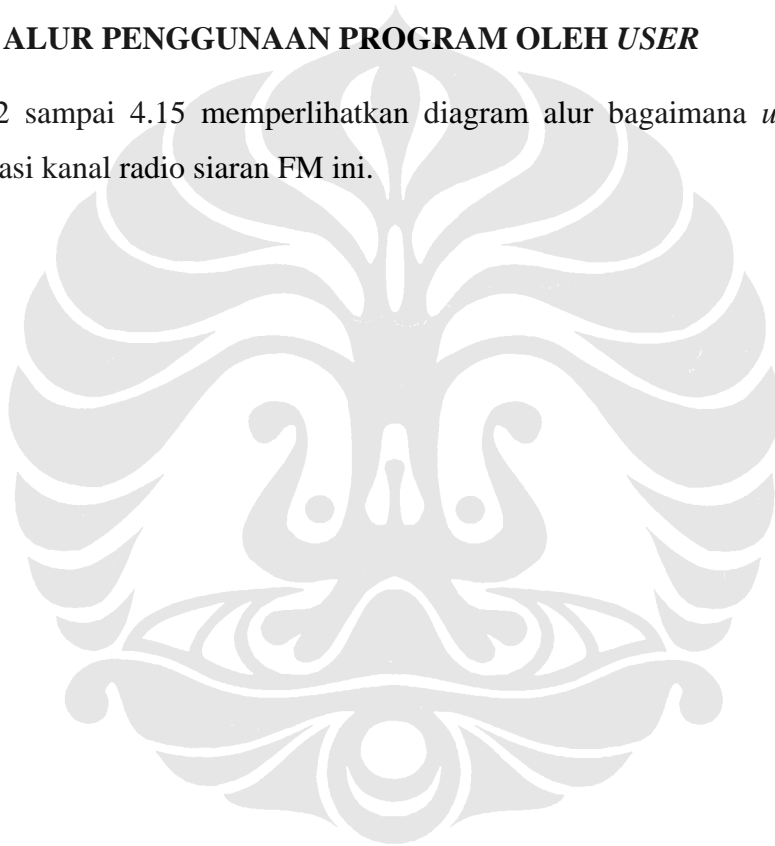 ALUR PENGGUNAAN PROGRAM OLEH USER
2 sampai 4.15 memperlihatkan diagram alur bagaimana u
asi kanal radio siaran FM ini.